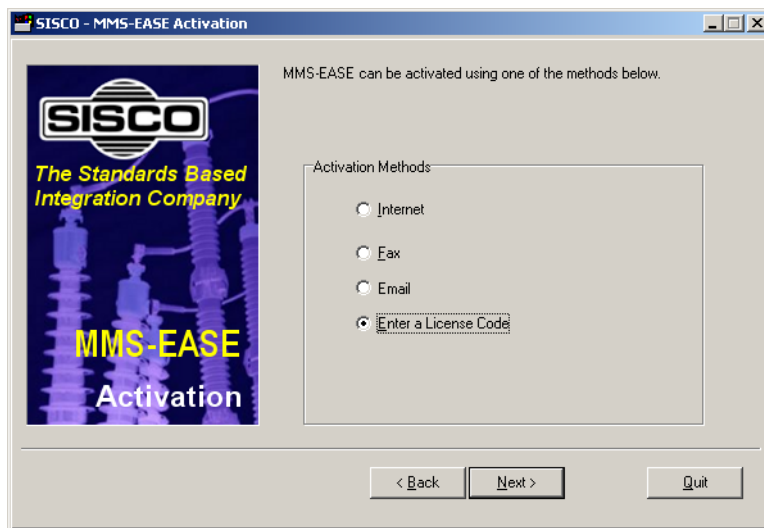 SISCO - MMS-EASE Activation
MMS-EASE can be activated using one of the methods below.
SISCO
The Standards Based
Integration Company
MMS-EASE
Activation
Activation Methods
Internet
Fax
Email
Enter a License Code
< Back
Next >
Quit